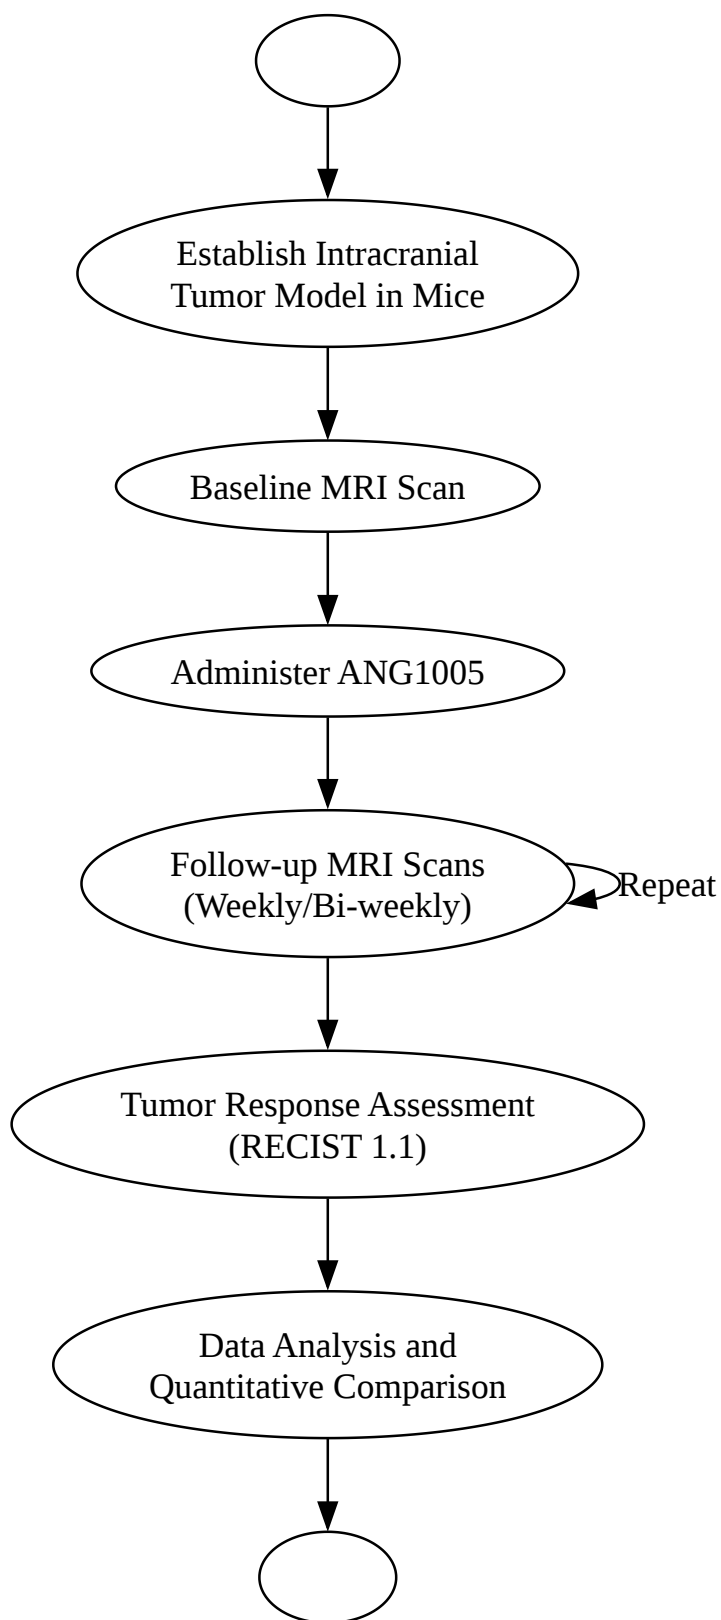 Establish Intracranial
Tumor Model in Mice
Baseline MRI Scan
Administer ANG1005
Follow-up MRI Scans
(Weekly/Bi-weekly)
Repeat
Tumor Response Assessment
(RECIST 1.1)
Data Analysis and
Quantitative Comparison